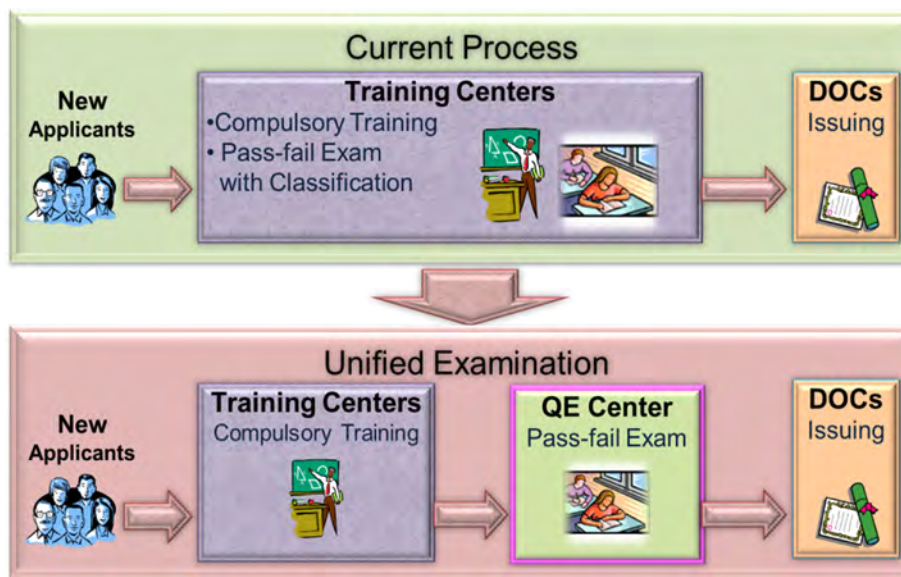 Current Process
New
Applicants
Training Centers
•Compulsory Training
• Pass-fail Exam
with Classification
DOCs
Issuing
Unified Examination
New
Applicants
Training Centers
Compulsory Training
QE Center
Pass-fail Exam
DOCs
Issuing